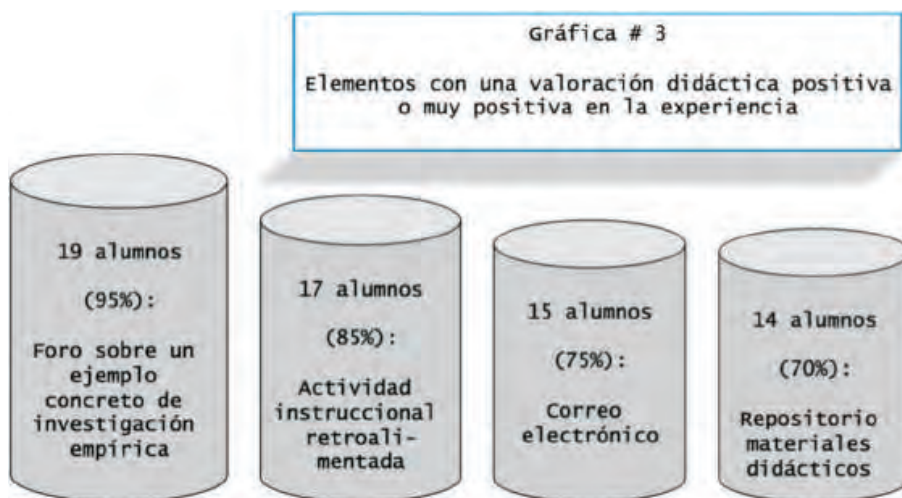 Gráfica # 3
Elementos con una valoración didáctica positiva
o muy positiva en la experiencia
19 alumnos
(95%):
Foro sobre un
ejemplo
concreto de
investigación
empírica
17 alumnos
(85%):
Actividad
instruccional
retroali-
mentada
15 alumnos
(75%):
Correo
electrónico
14 alumnos
(70%):
Repositorio
materiales
didácticos